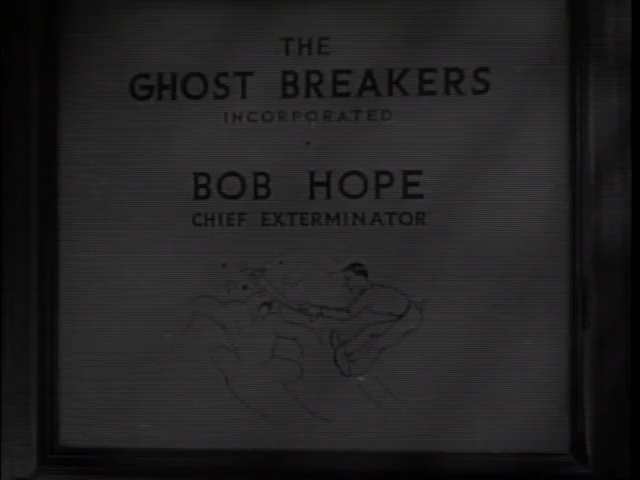 THE
GHOST BREAKERS
INCORPORATED
BOB HOPE
CHIEF EXTERMINATOR